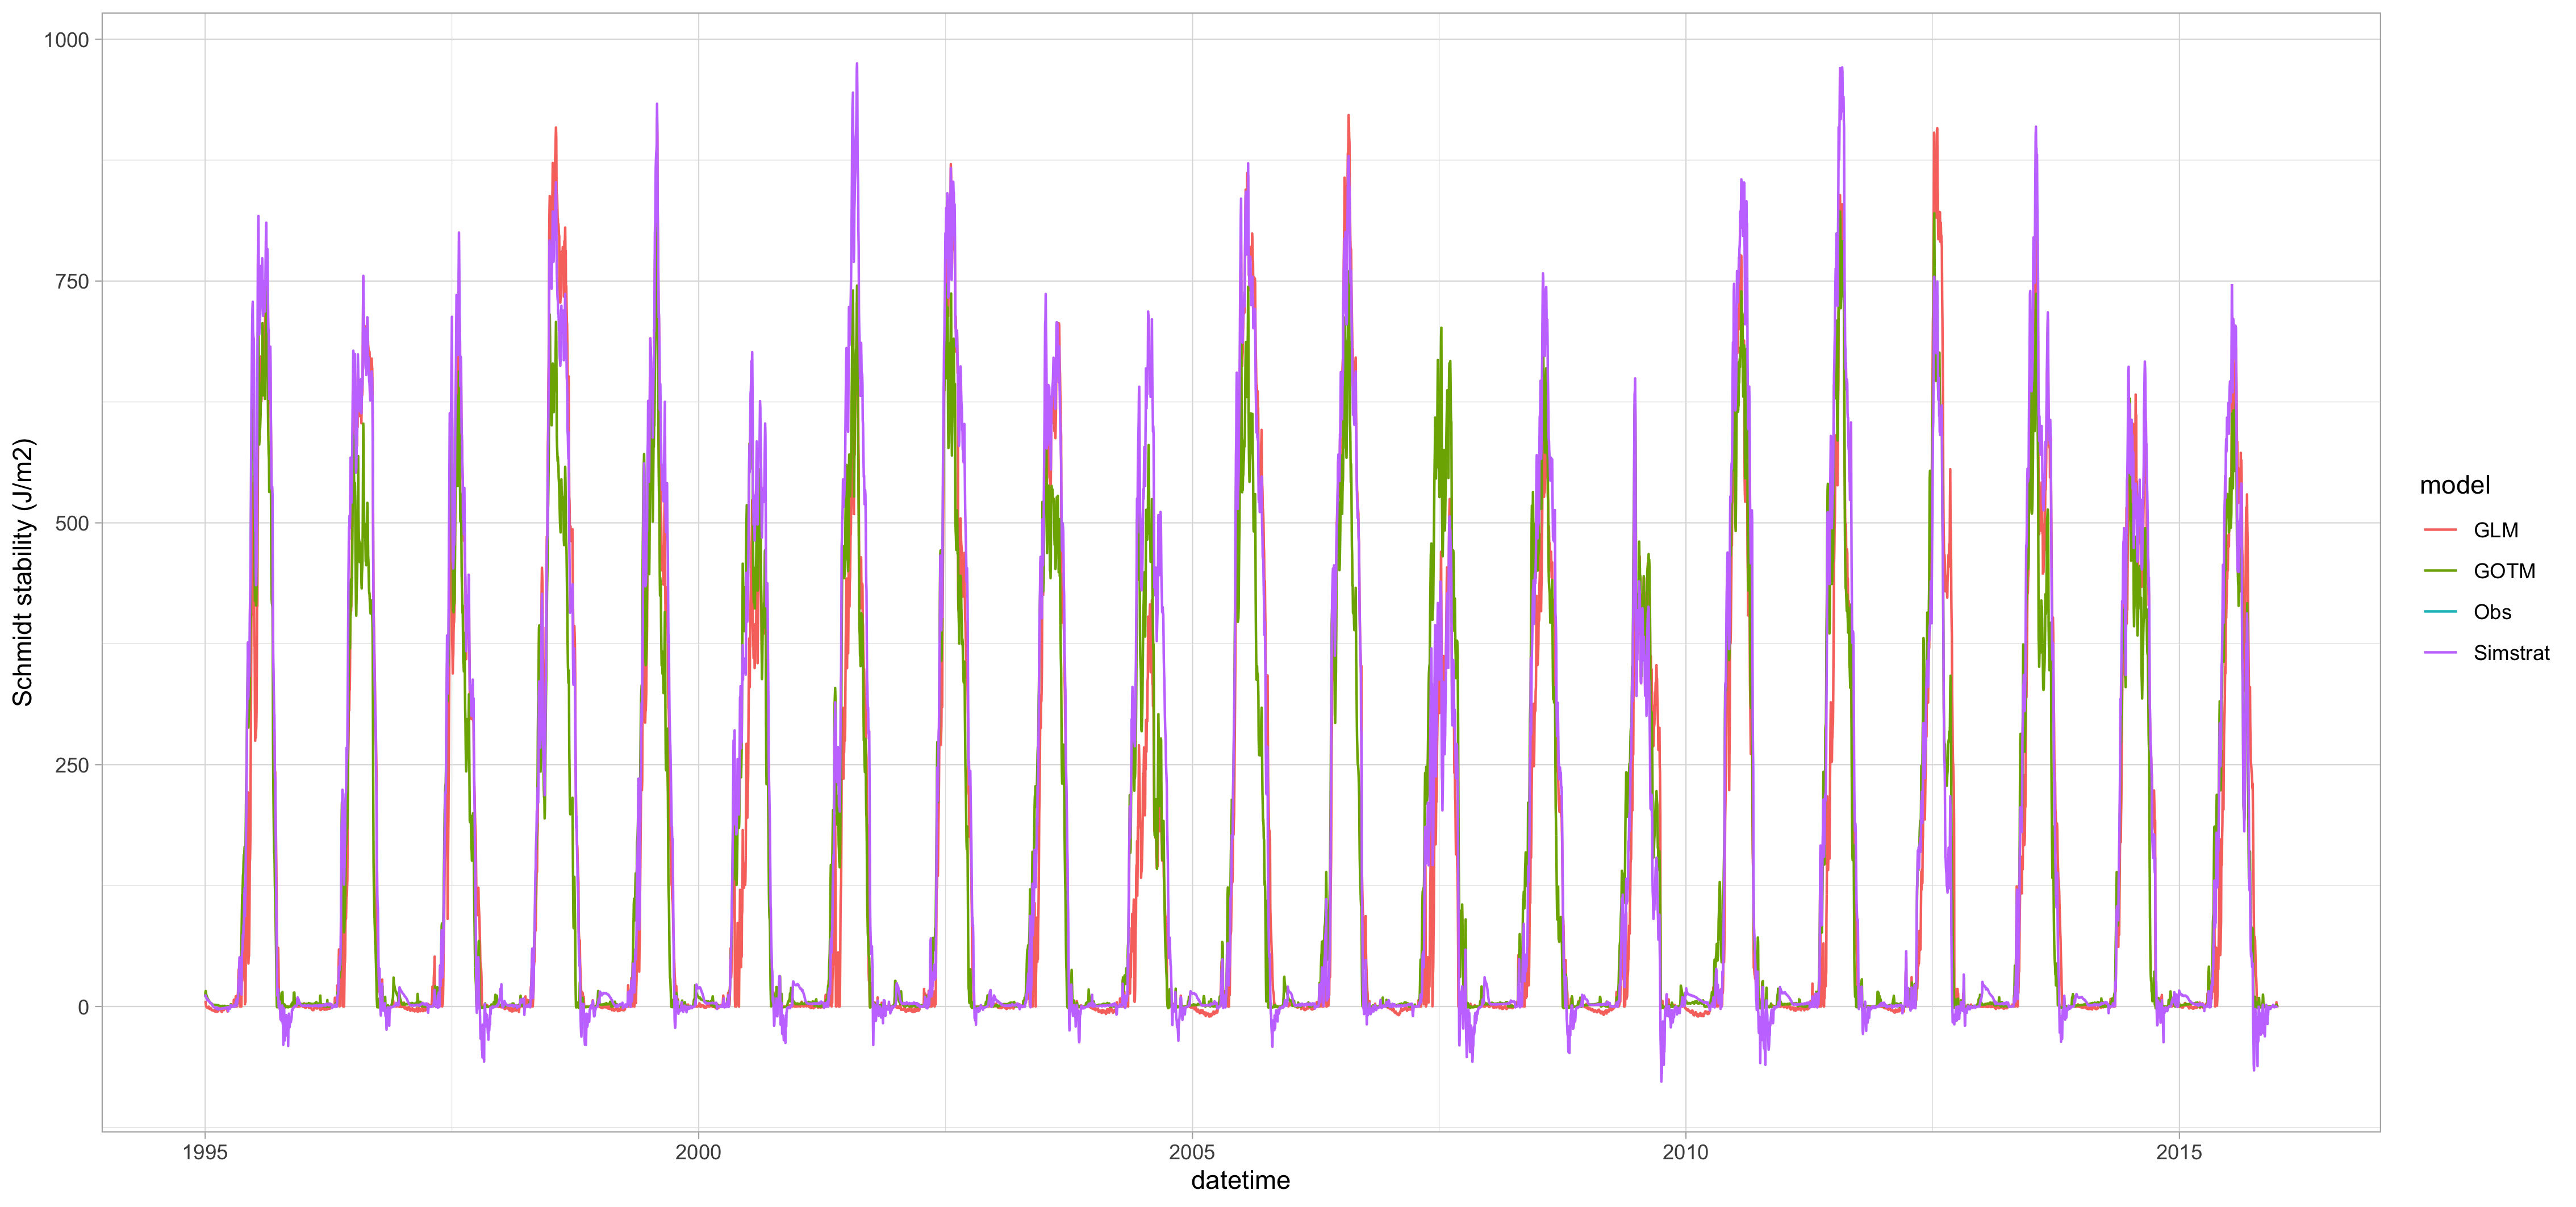 Schmidt stability (J/m2)
1000
750
500
250
0
1995
2000
2005
2010
2015
datetime
model
GLM
GOTM
Obs
Simstrat